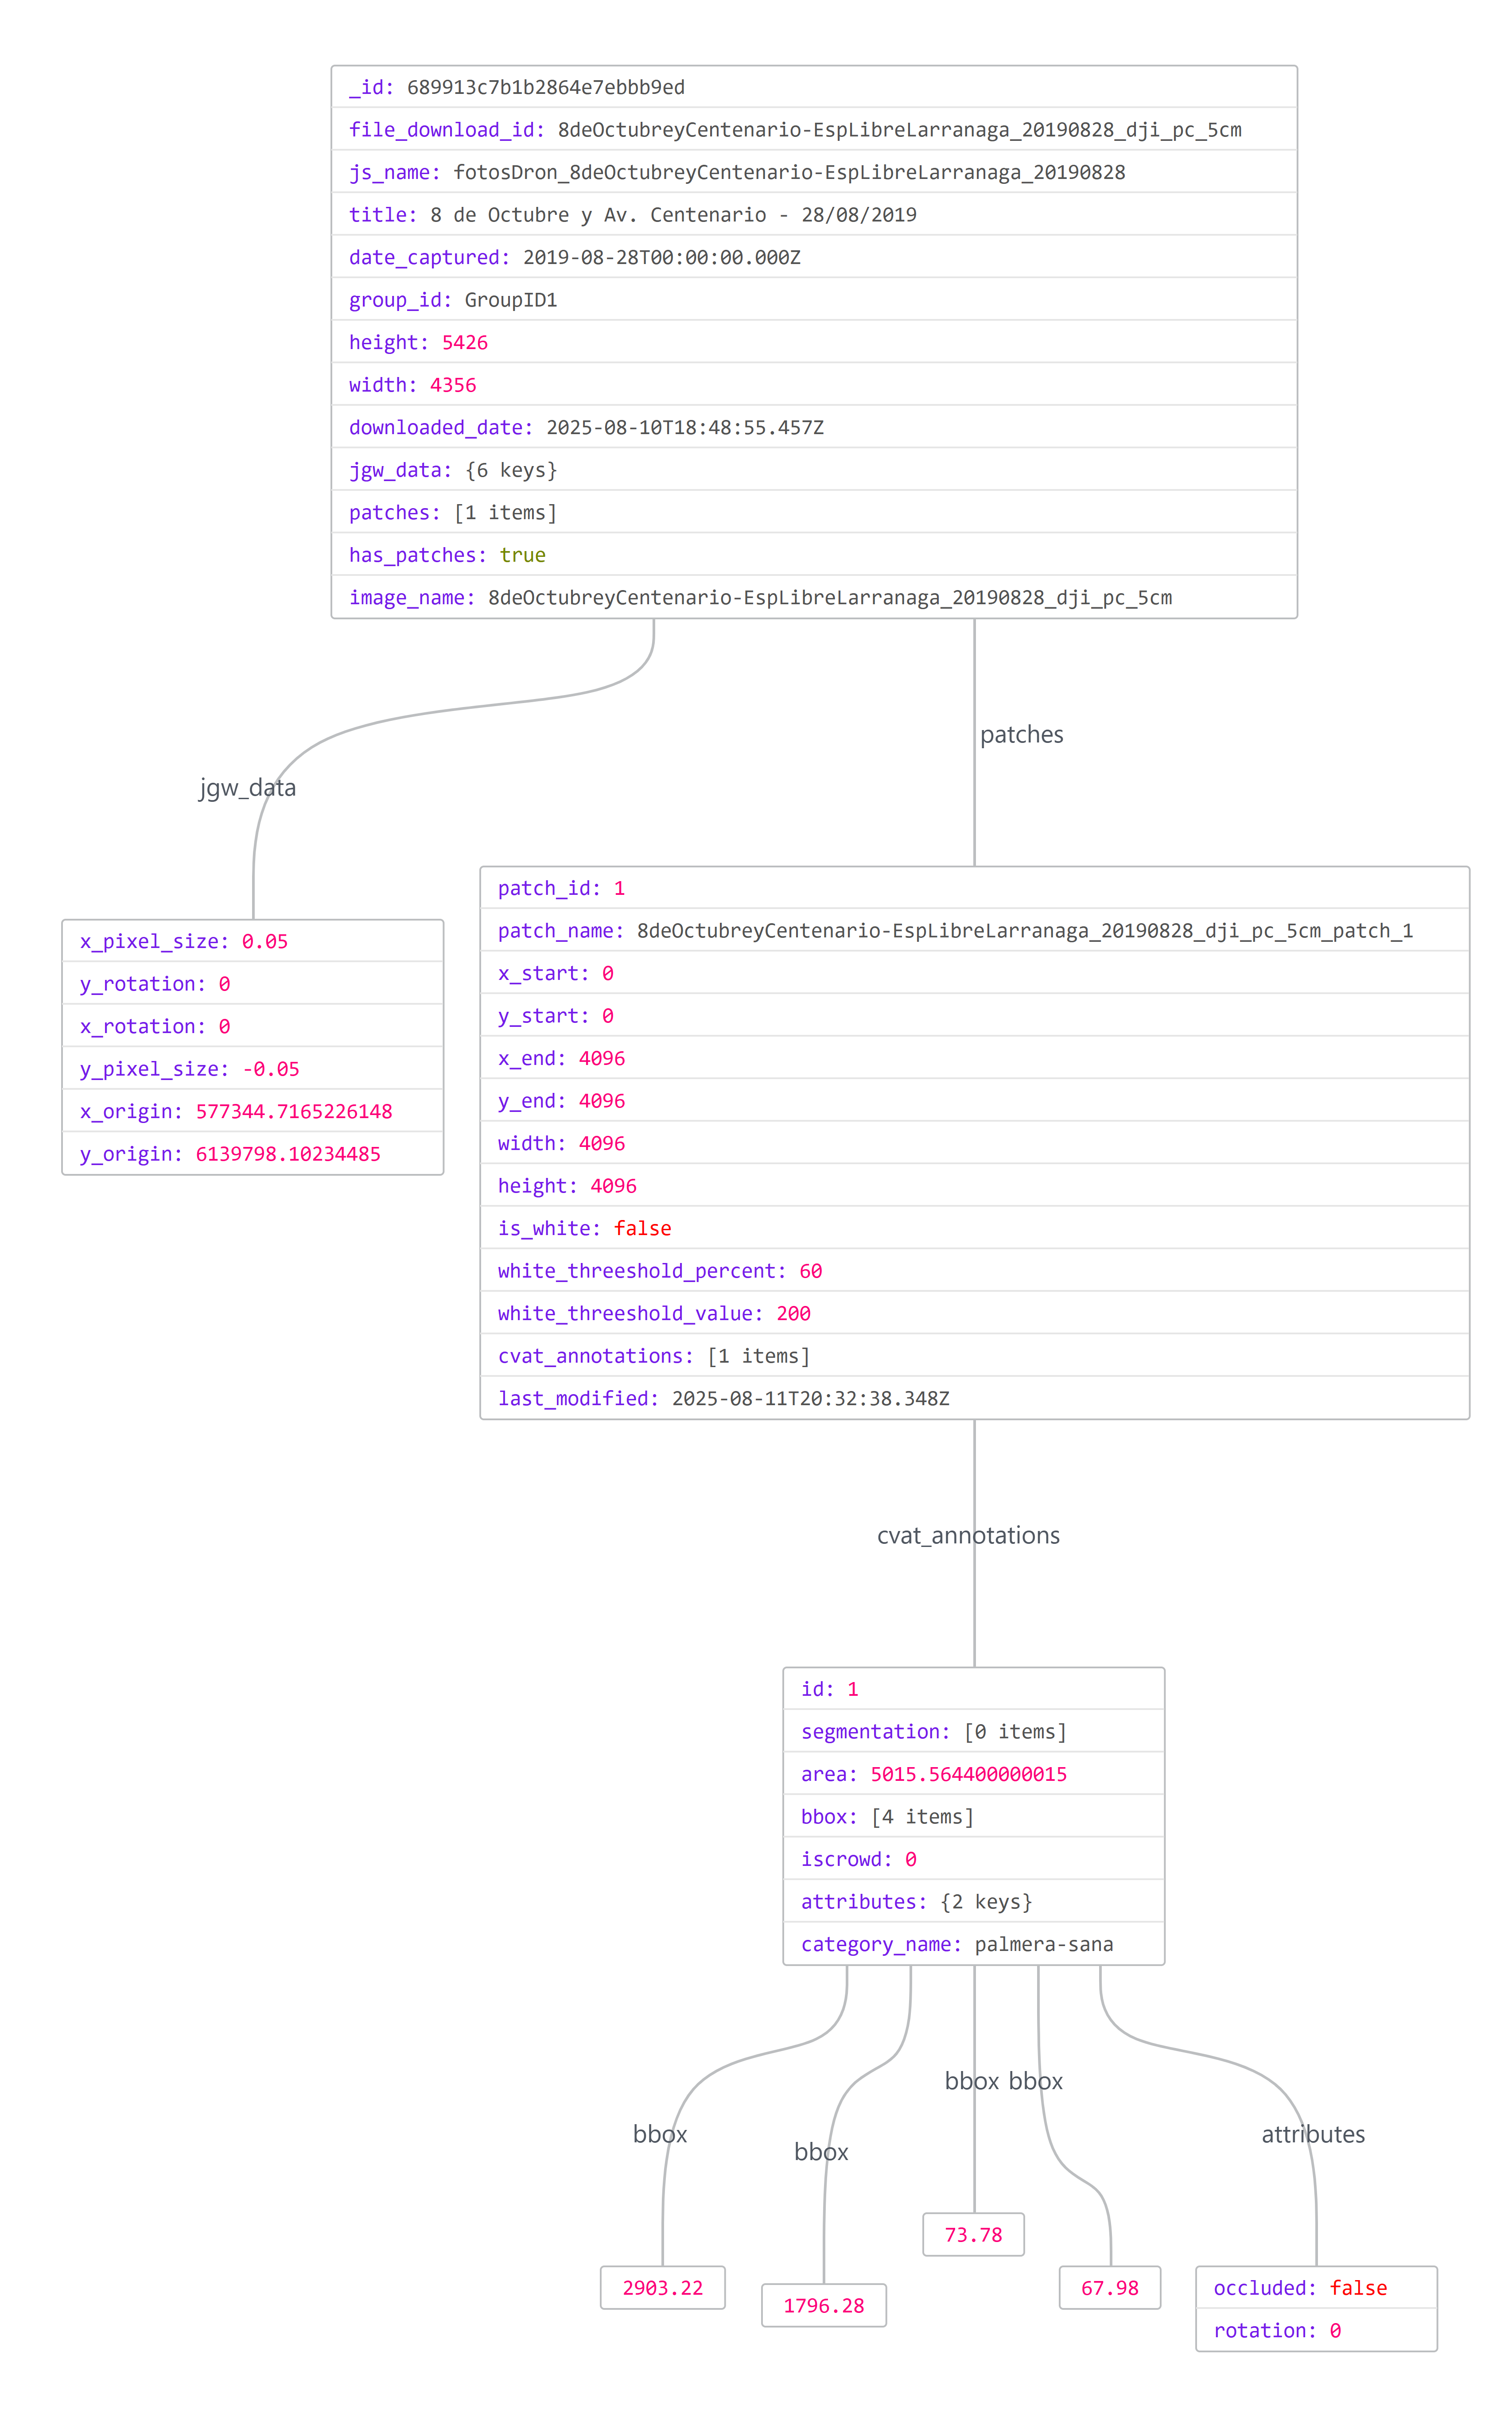 _id: 689913c7b1b2864e7ebbb9ed
file_download_id: 8deOctubreyCentenario-EspLibreLarranaga_20190828_dji_pc_5cm
js_name: fotosDron_8deOctubreyCentenario-EspLibreLarranaga_20190828
title: 8 de Octubre y Av. Centenario - 28/08/2019
date_captured: 2019-08-28T00:00:00.000Z
group_id: GroupID1
height: 5426
width: 4356
downloaded_date: 2025-08-10T18:48:55.457Z
jgw_data: {6 keys}
patches: [1 items]
has_patches: true
image_name: 8deOctubreyCentenario-EspLibreLarranaga_20190828_dji_pc_5cm
patches
jgw_data
x_pixel_size: 0.05
y_rotation: 0
x_rotation: 0
y_pixel_size: -0.05
x_origin: 577344.7165226148
y_origin: 6139798.10234485
patch_id: 1
patch_name: 8deOctubreyCentenario-EspLibreLarranaga_20190828_dji_pc_5cm_patch_1
x_start: 0
y_start: 0
x_end: 4096
y_end: 4096
width: 4096
height: 4096
is_white: false
white_threeshold_percent: 60
white_threeshold_value: 200
cvat_annotations: [1 items]
last_modified: 2025-08-11T20:32:38.348Z
cvat_annotations
id: 1
segmentation: [0 items]
area: 5015.564400000015
bbox: [4 items]
iscrowd: 0
attributes: {2 keys}
category_name: palmera-sana
bbox bbox
bbox
attributes
bbox
73.78
2903.22
1796.28
67.98
occluded: false
rotation: 0